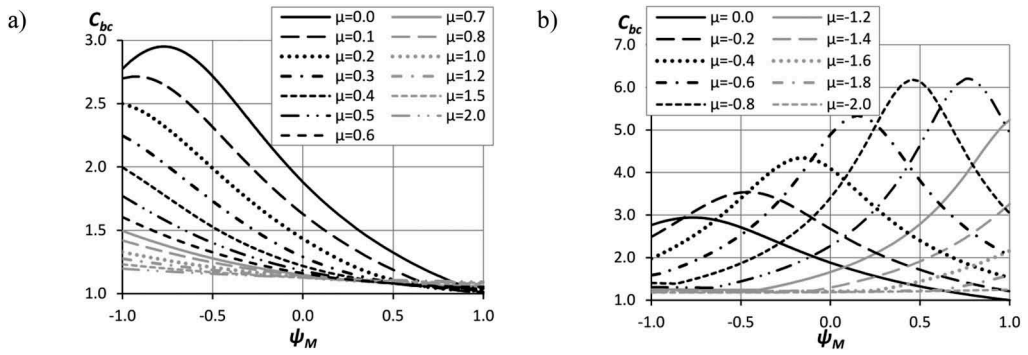 a)
C_bc
3.0
2.5
2.0
1.5
1.0
-1.0
-0.5
0.0
0.5
1.0
ψ_M
μ=0.0
μ=0.1
μ=0.2
μ=0.3
μ=0.4
μ=0.5
μ=0.6
μ=0.7
μ=0.8
μ=1.0
μ=1.2
μ=1.5
μ=2.0
b)
C_bc
7.0
6.0
5.0
4.0
3.0
2.0
1.0
-1.0
-0.5
0.0
0.5
1.0
ψ_M
μ= 0.0
μ=-0.2
μ=-0.4
μ=-0.6
μ=-0.8
μ=-1.2
μ=-1.4
μ=-1.6
μ=-1.8
μ=-2.0